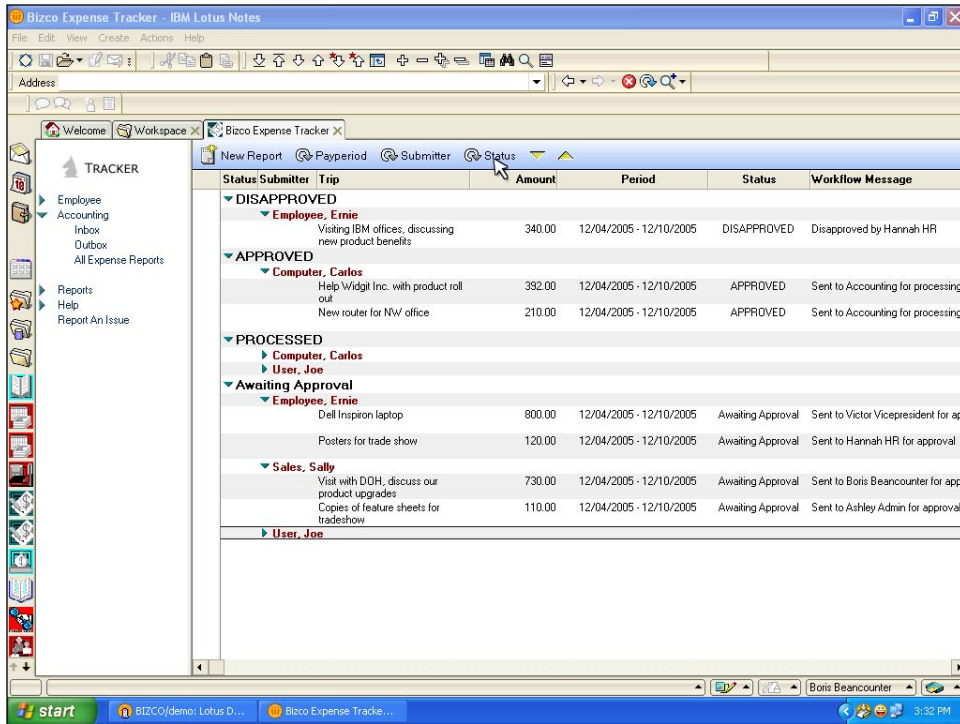 Bizco Expense Tracker - IBM Lotus Notes
File Edit View Create Actions Help
Address
Welcome Workspace Bizco Expense Tracker
TRACKER
Employee
Accounting
Inbox
Outbox
All Expense Reports
Reports
Help
Report An Issue
New Report Payperiod Submitter Status
Status Submitter Trip Amount Period Status Workflow Message
DISAPPROVED
Employee, Ernie
Visiting IBM offices, discussing 340.00 12/04/2005 - 12/10/2005 DISAPPROVED Disapproved by Hannah HR
new product benefits
APPROVED
Computer, Carlos
Help Widgit Inc. with product roll 392.00 12/04/2005 - 12/10/2005 APPROVED Sent to Accounting for processing
out
New router for NW office 210.00 12/04/2005 - 12/10/2005 APPROVED Sent to Accounting for processing
PROCESSED
Computer, Carlos
User, Joe
Awaiting Approval
Employee, Ernie
Dell Inspiron laptop 800.00 12/04/2005 - 12/10/2005 Awaiting Approval Sent to Victor Vicepresident for ap
Posters for trade show 120.00 12/04/2005 - 12/10/2005 Awaiting Approval Sent to Hannah HR for approval
Sales, Sally
Visit with DOH, discuss our 730.00 12/04/2005 - 12/10/2005 Awaiting Approval Sent to Boris Beancounter for app
product upgrades
Copies of feature sheets for 110.00 12/04/2005 - 12/10/2005 Awaiting Approval Sent to Ashley Admin for approval
tradeshow
User, Joe
Boris Beancounter
start BIZCO/demo: Lotus D... Bizco Expense Tracke... 3:32 PM